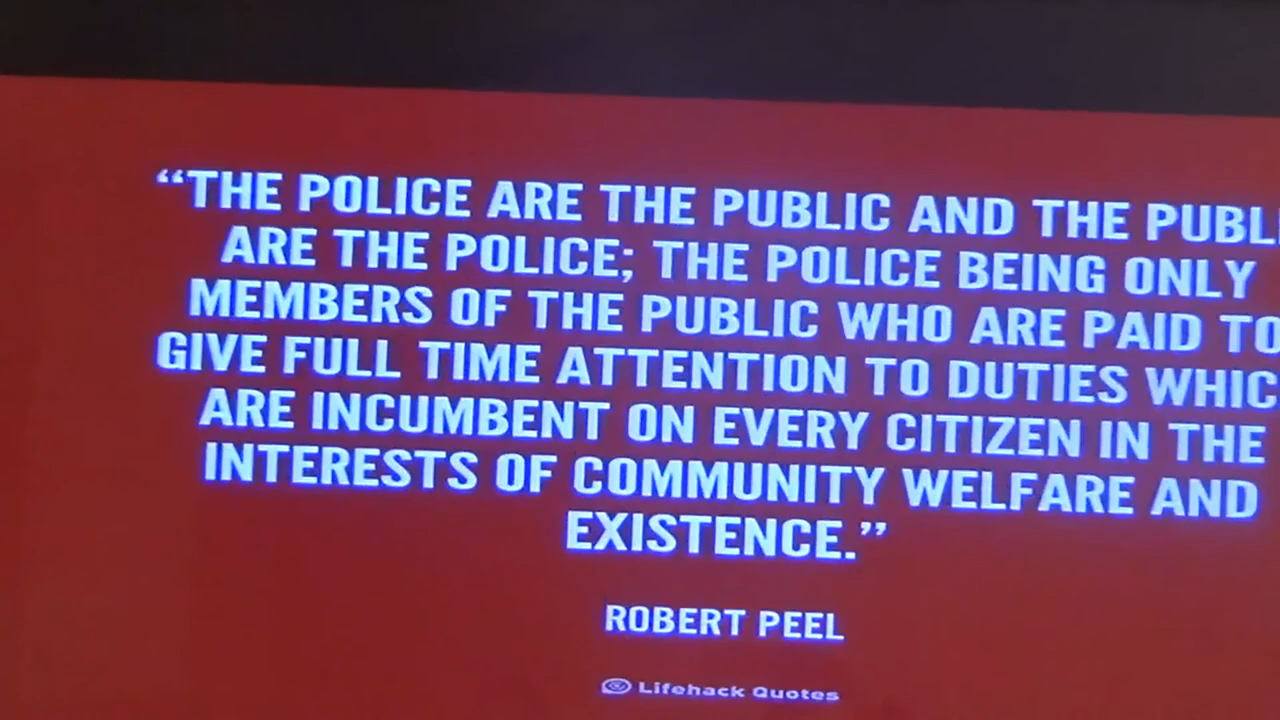 “THE POLICE ARE THE PUBLIC AND THE PUBLI
ARE THE POLICE; THE POLICE BEING ONLY
MEMBERS OF THE PUBLIC WHO ARE PAID TO
GIVE FULL TIME ATTENTION TO DUTIES WHIC
ARE INCUMBENT ON EVERY CITIZEN IN THE
INTERESTS OF COMMUNITY WELFARE AND
EXISTENCE.”
ROBERT PEEL
Lifehack Quotes